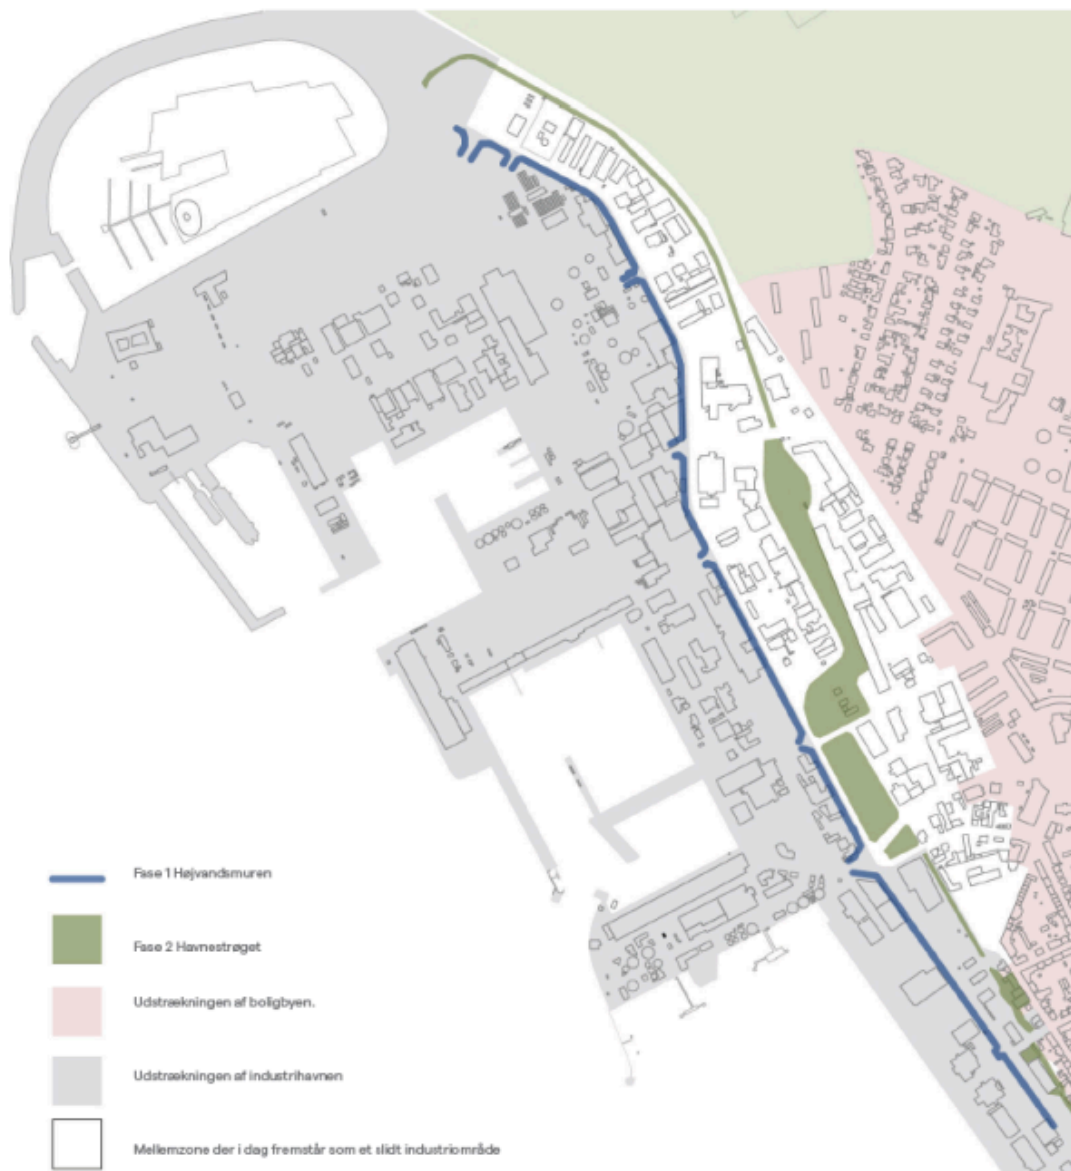 Fase 1 Højvandsmuren
Fase 2 Havnestrøget
Udstrækningen af boligbyen.
Udstrækningen af industrihavnen
Mellemzone der i dag fremstår som et slidt industriområde